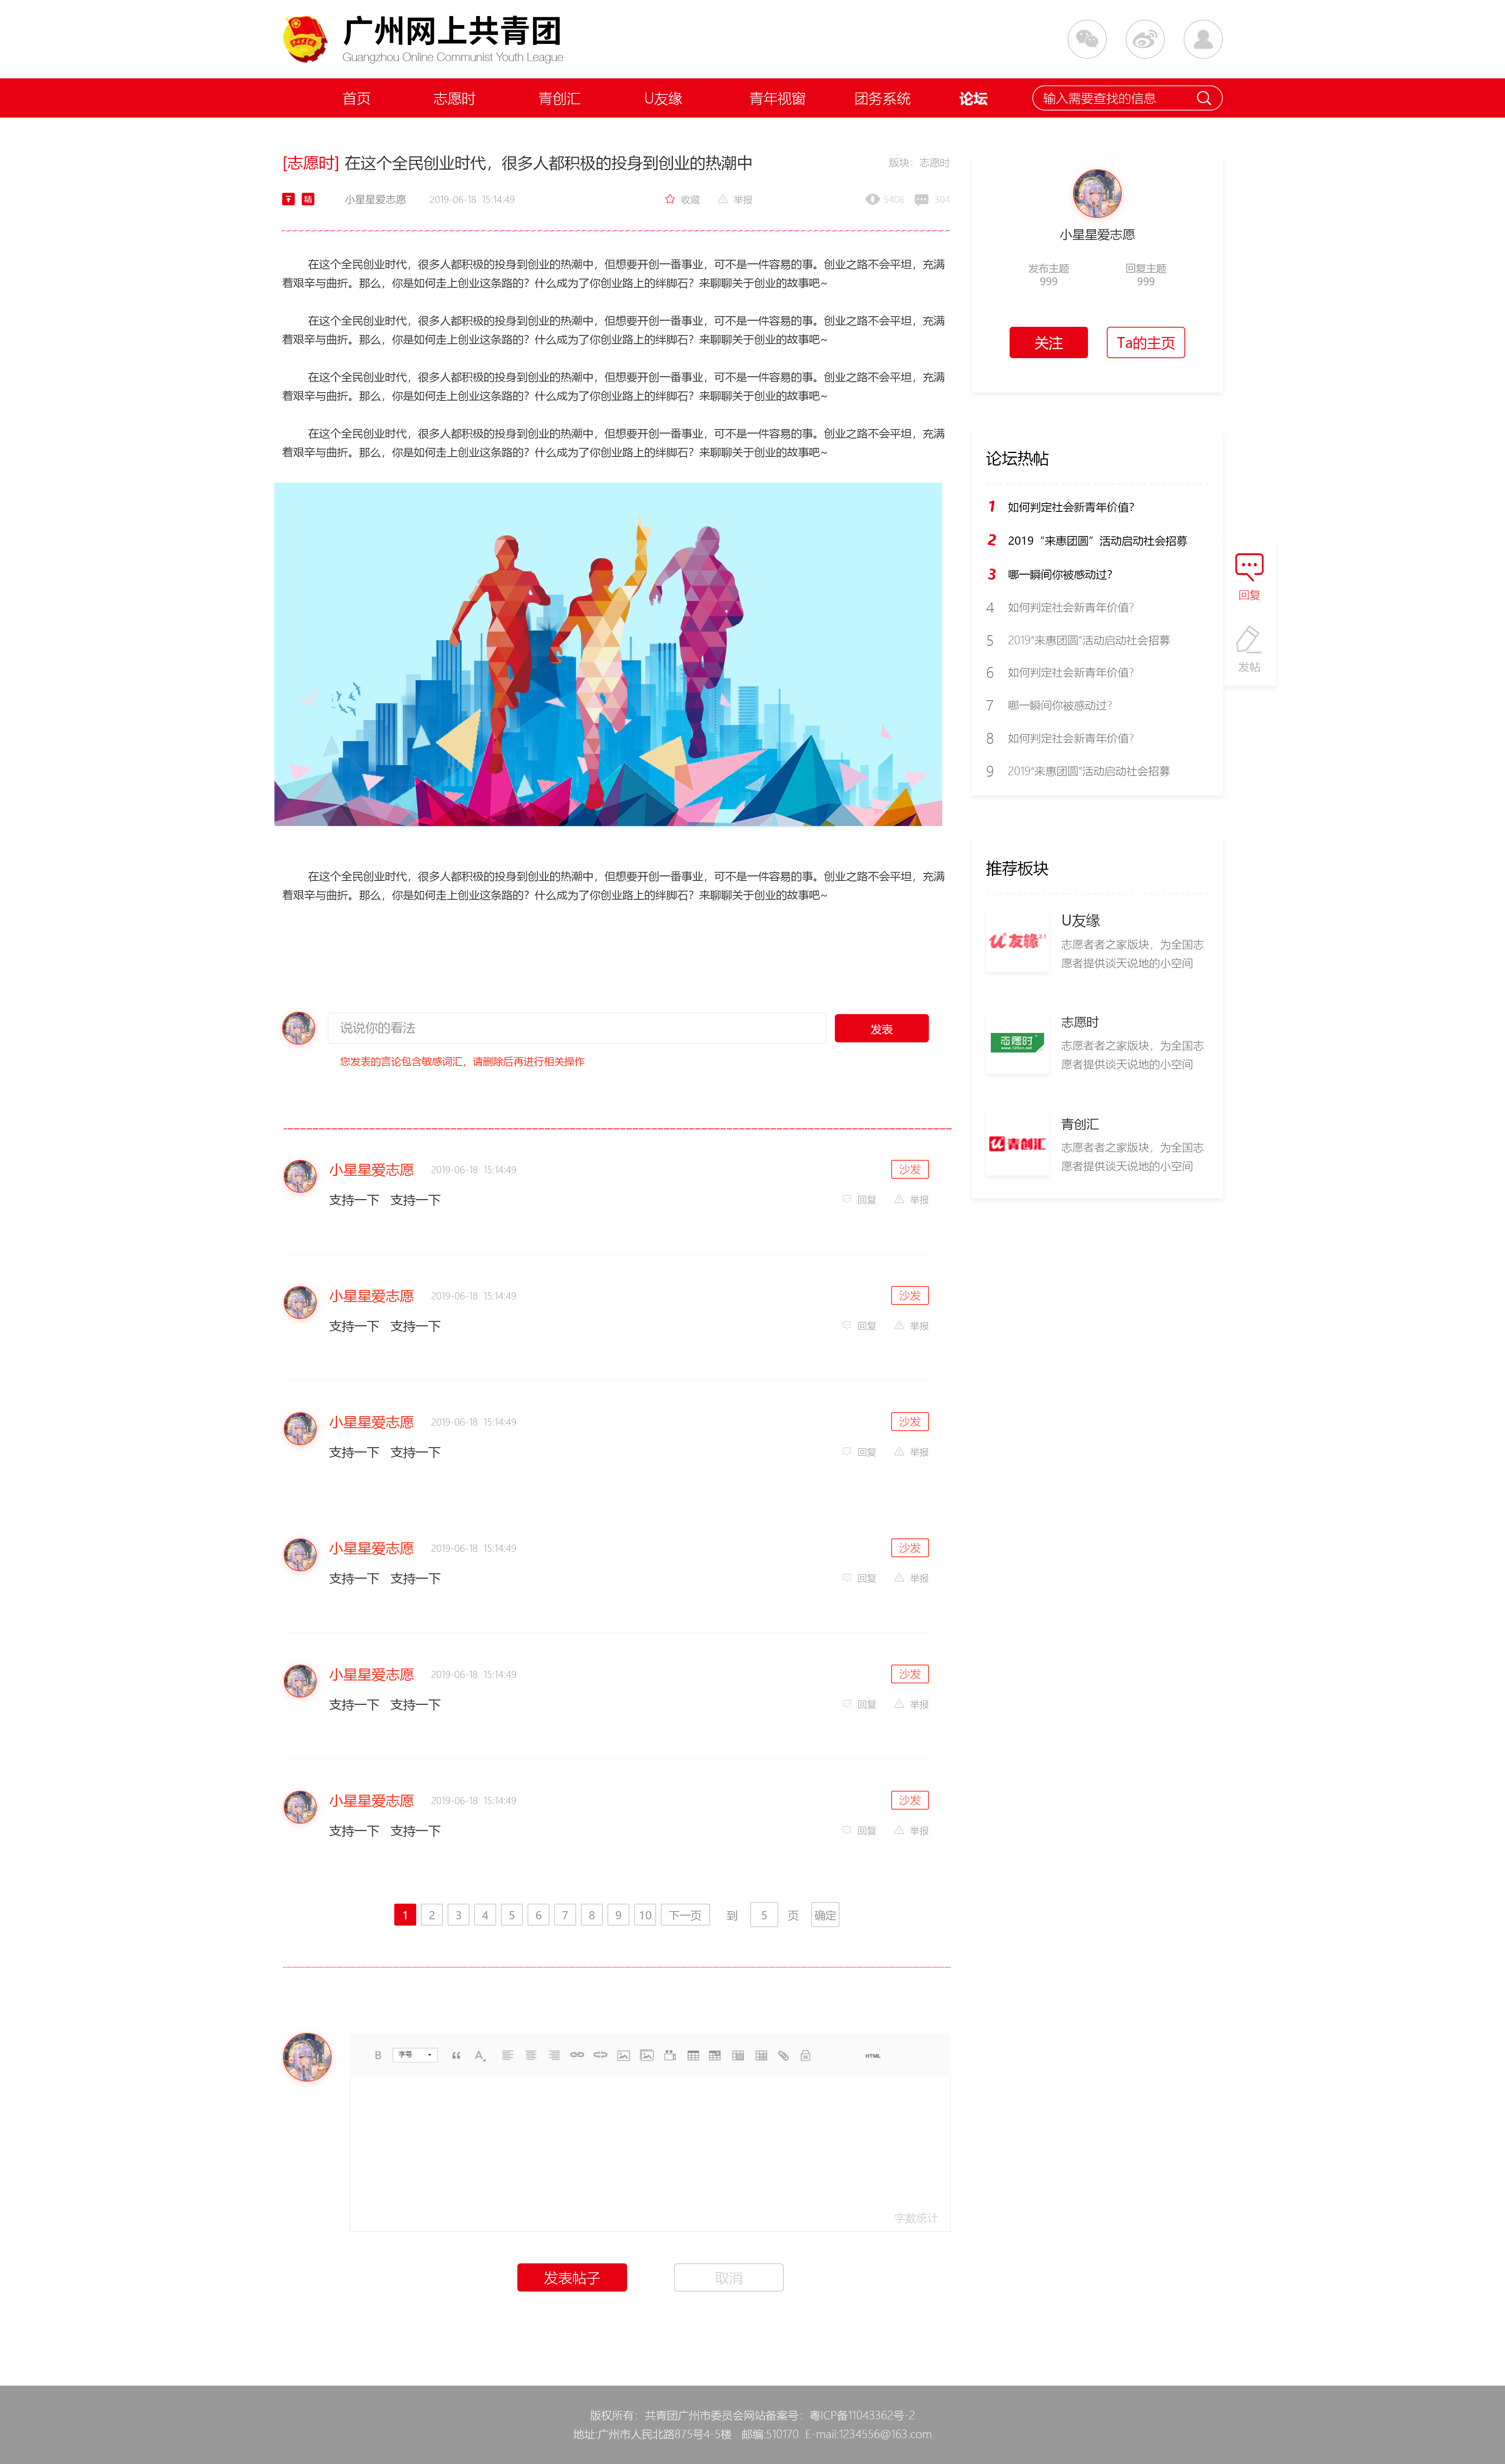 广州网上共青团
Guangzhou Online Communist Youth League
首页 志愿时 青创汇 U友缘 青年视窗 团务系统 论坛 输入需要查找的信息
[志愿时] 在这个全民创业时代，很多人都积极的投身到创业的热潮中 版块：志愿时
精 小星星爱志愿 2019-06-18 15:14:49 收藏 举报 5406 304
在这个全民创业时代，很多人都积极的投身到创业的热潮中，但想要开创一番事业，可不是一件容易的事。创业之路不会平坦，充满
着艰辛与曲折。那么，你是如何走上创业这条路的？什么成为了你创业路上的绊脚石？来聊聊关于创业的故事吧~
在这个全民创业时代，很多人都积极的投身到创业的热潮中，但想要开创一番事业，可不是一件容易的事。创业之路不会平坦，充满
着艰辛与曲折。那么，你是如何走上创业这条路的？什么成为了你创业路上的绊脚石？来聊聊关于创业的故事吧~
在这个全民创业时代，很多人都积极的投身到创业的热潮中，但想要开创一番事业，可不是一件容易的事。创业之路不会平坦，充满
着艰辛与曲折。那么，你是如何走上创业这条路的？什么成为了你创业路上的绊脚石？来聊聊关于创业的故事吧~
在这个全民创业时代，很多人都积极的投身到创业的热潮中，但想要开创一番事业，可不是一件容易的事。创业之路不会平坦，充满
着艰辛与曲折。那么，你是如何走上创业这条路的？什么成为了你创业路上的绊脚石？来聊聊关于创业的故事吧~
在这个全民创业时代，很多人都积极的投身到创业的热潮中，但想要开创一番事业，可不是一件容易的事。创业之路不会平坦，充满
着艰辛与曲折。那么，你是如何走上创业这条路的？什么成为了你创业路上的绊脚石？来聊聊关于创业的故事吧~
说说你的看法 发表
您发表的言论包含敏感词汇，请删除后再进行相关操作
小星星爱志愿 2019-06-18 15:14:49 沙发
支持一下 支持一下 回复 举报
小星星爱志愿 2019-06-18 15:14:49 沙发
支持一下 支持一下 回复 举报
小星星爱志愿 2019-06-18 15:14:49 沙发
支持一下 支持一下 回复 举报
小星星爱志愿 2019-06-18 15:14:49 沙发
支持一下 支持一下 回复 举报
小星星爱志愿 2019-06-18 15:14:49 沙发
支持一下 支持一下 回复 举报
小星星爱志愿 2019-06-18 15:14:49 沙发
支持一下 支持一下 回复 举报
1 2 3 4 5 6 7 8 9 10 下一页 到 5 页 确定
B 字号 “ A HTML
字数统计
发表帖子 取消
小星星爱志愿
发布主题 回复主题
999 999
关注 Ta的主页
论坛热帖
1 如何判定社会新青年价值？
2 2019“来惠团圆”活动启动社会招募
3 哪一瞬间你被感动过？
4 如何判定社会新青年价值？
5 2019“来惠团圆”活动启动社会招募
6 如何判定社会新青年价值？
7 哪一瞬间你被感动过？
8 如何判定社会新青年价值？
9 2019“来惠团圆”活动启动社会招募
回复
发帖
推荐板块
U友缘2.1
U友缘
志愿者者之家版块，为全国志
愿者提供谈天说地的小空间
志愿时
www.125cn.net
志愿时
志愿者者之家版块，为全国志
愿者提供谈天说地的小空间
青创汇
青创汇
志愿者者之家版块，为全国志
愿者提供谈天说地的小空间
版权所有：共青团广州市委员会网站备案号：粤ICP备11043362号-2
地址:广州市人民北路875号4-5楼 邮编:510170 E-mail:1234556@163.com